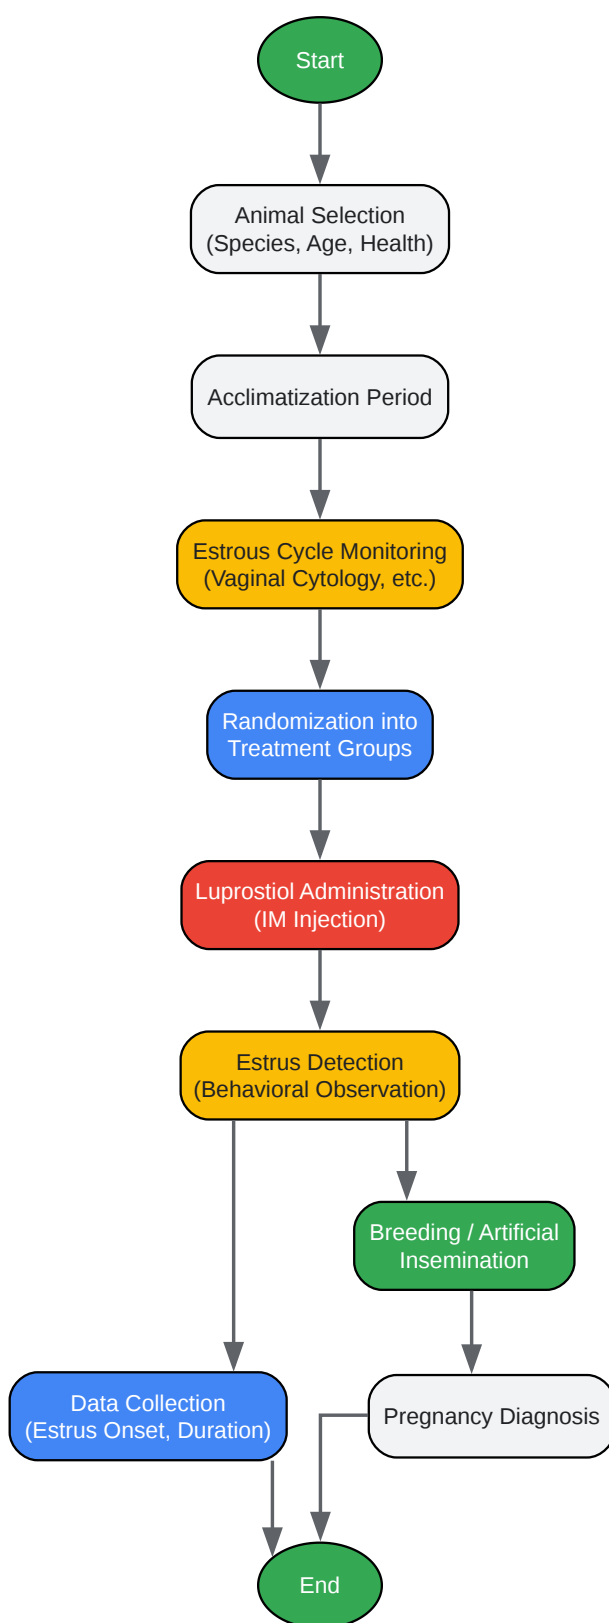 Start
Animal Selection
(Species, Age, Health)
Acclimatization Period
Estrous Cycle Monitoring
(Vaginal Cytology, etc.)
Randomization into
Treatment Groups
Luprostiol Administration
(IM Injection)
Estrus Detection
(Behavioral Observation)
Breeding / Artificial
Insemination
Data Collection
(Estrus Onset, Duration)
Pregnancy Diagnosis
End